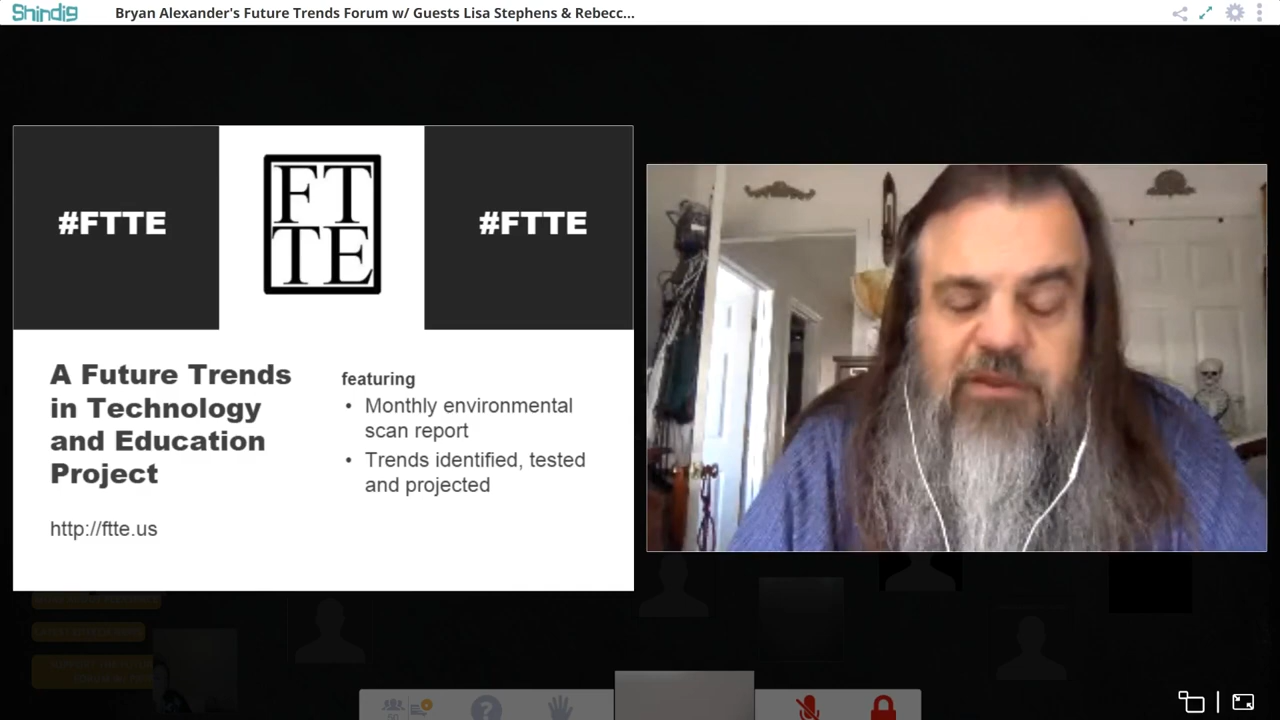 Shindig
Bryan Alexander's Future Trends Forum w/ Guests Lisa Stephens & Rebecc...
#FTTE
FT
TE
#FTTE
A Future Trends
in Technology
and Education
Project
http://ftte.us
featuring
• Monthly environmental
scan report
• Trends identified, tested
and projected